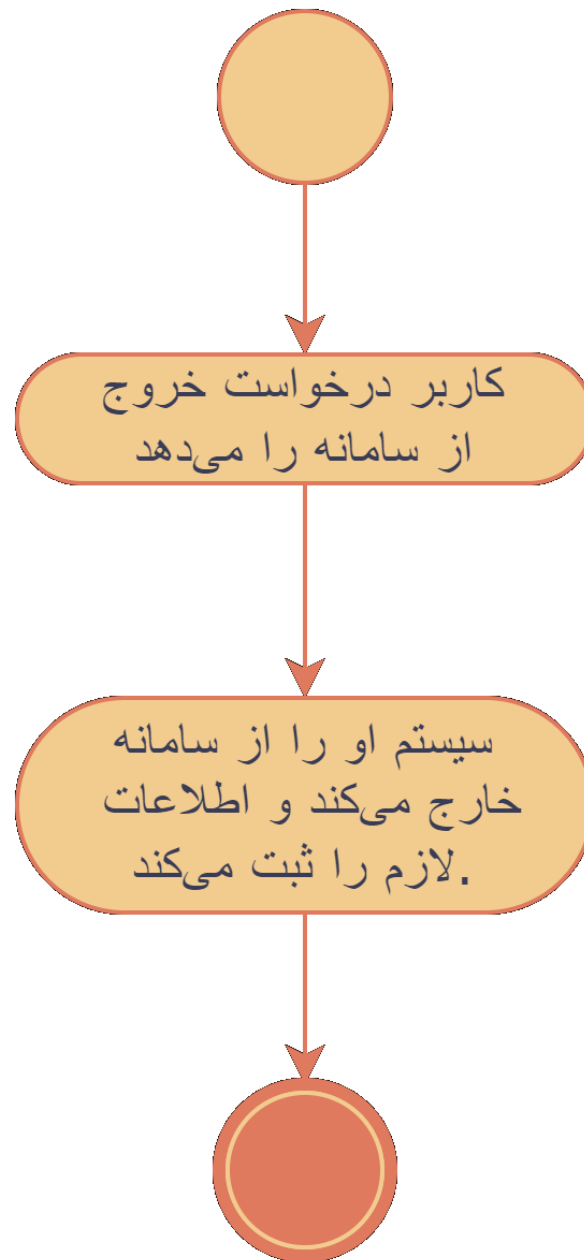 کاربر درخواست خروج
از سامانه را می‌دهد
سیستم او را از سامانه
خارج می‌کند و اطلاعات
لازم را ثبت می‌کند.